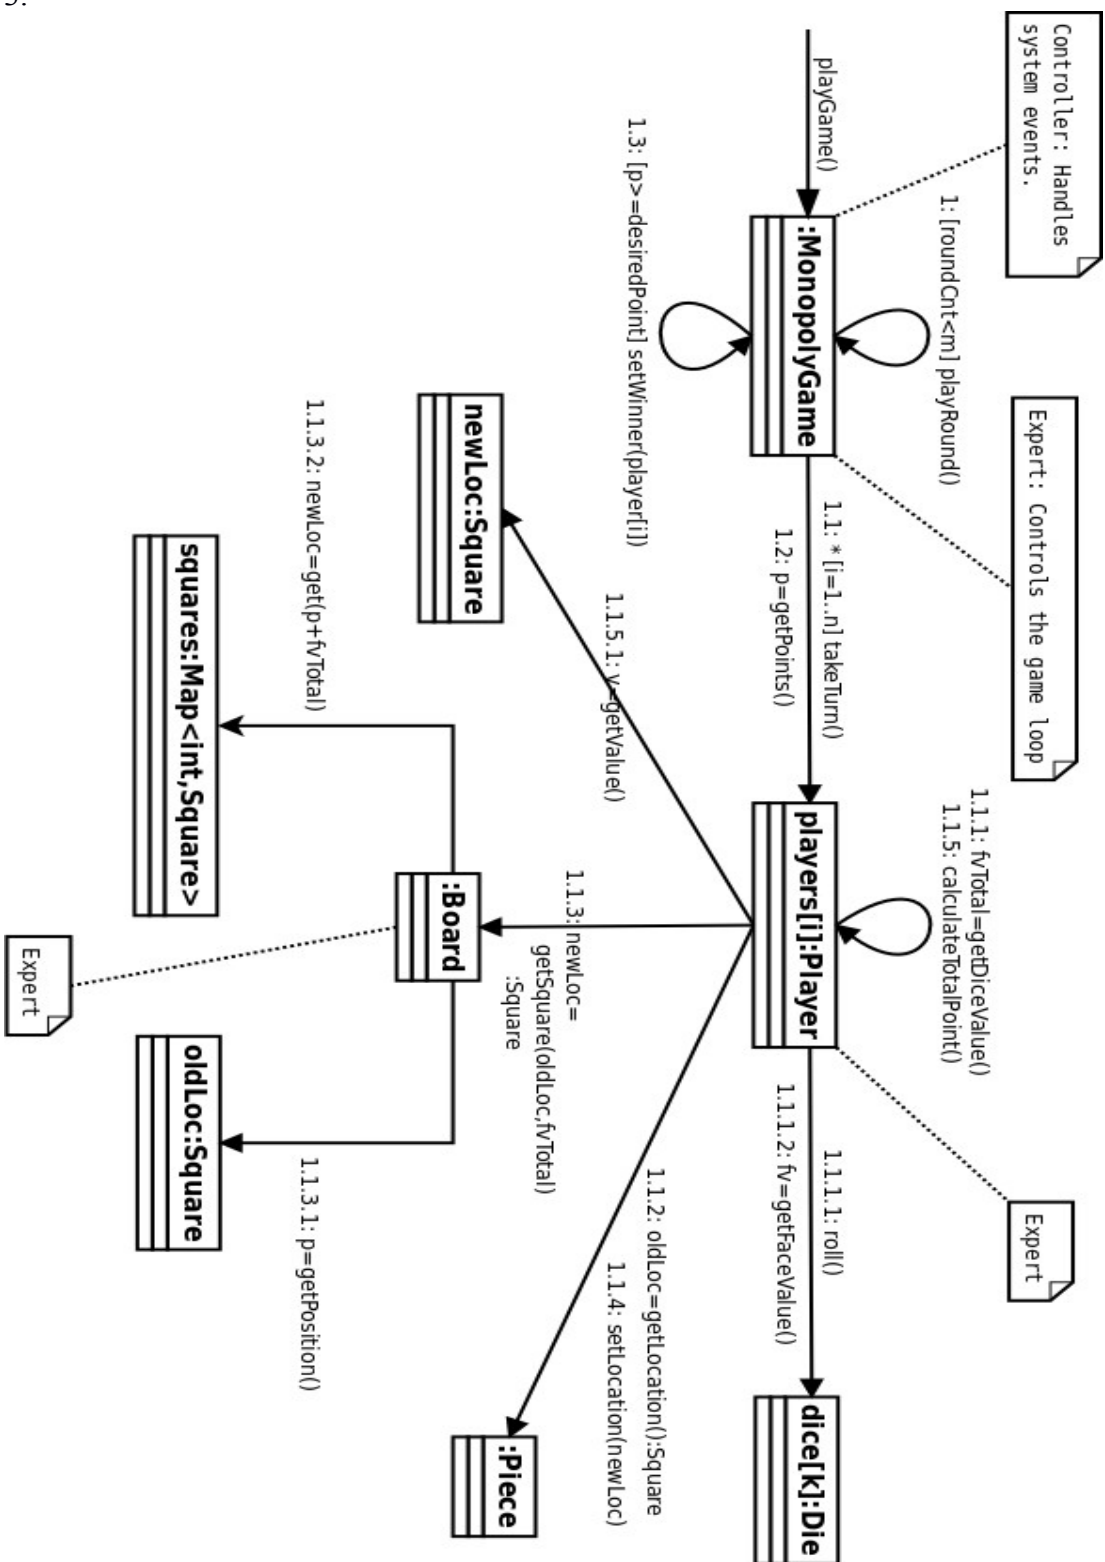 3.
Controller: Handles
system events.
Expert: Controls the game loop
Expert
playGame()
1: [roundCnt<m] playRound()
:MonopolyGame
1.3: [p>=desiredPoint] setWinner(player[i])
1.1: * [i=1..n] takeTurn()
1.2: p=getPoints()
1.1.1: fvTotal=getDiceValue()
1.1.5: calculateTotalPoint()
players[i]:Player
1.1.1.1: roll()
1.1.1.2: fv=getFaceValue()
dice[k]:Die
newLoc:Square
1.1.5.1: v=getValue()
1.1.3: newLoc=
getSquare(oldLoc,fvTotal)
:Square
1.1.2: oldLoc=getLocation():Square
1.1.4: setLocation(newLoc)
:Piece
:Board
1.1.3.2: newLoc=get(p+fvTotal)
squares:Map<int,Square>
1.1.3.1: p=getPosition()
oldLoc:Square
Expert